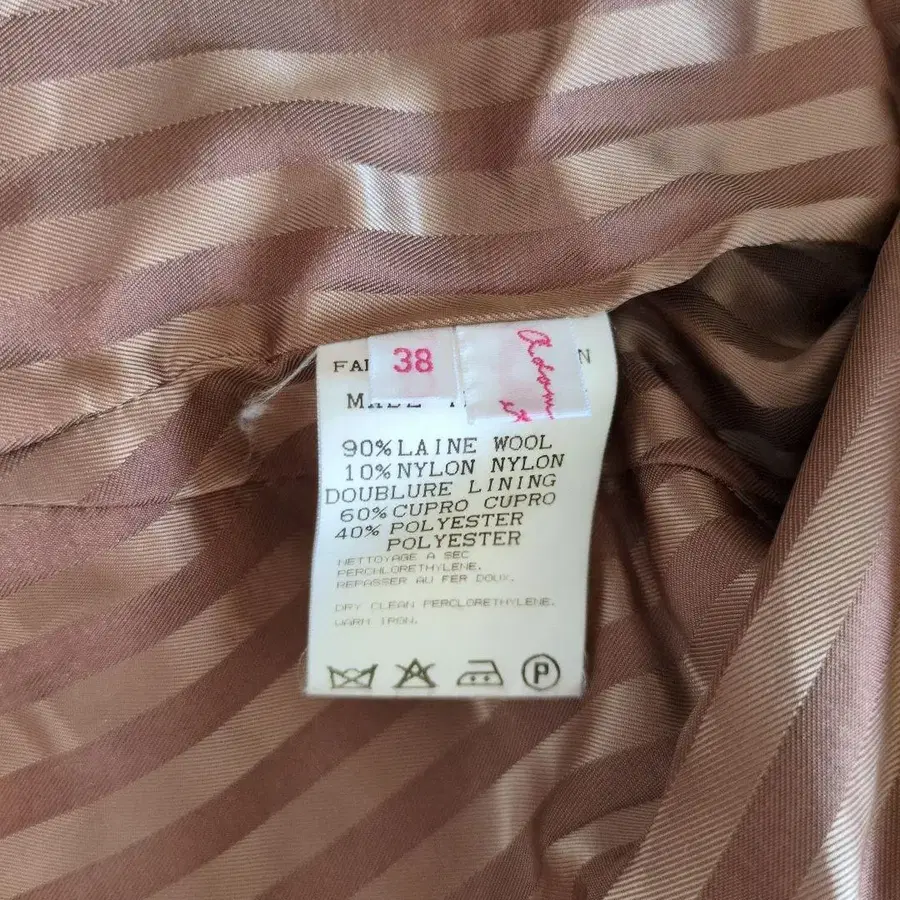 38
FA
90% LAINE WOOL
10% NYLON NYLON
DOUBLURE LINING
60% CUPRO CUPRO
40% POLYESTER
POLYESTER
NETTOYAGE A SEC
PERCHLORETHYLENE.
REPASSER AU FER DOUX.
DRY CLEAN PERCLORETHYLENE.
WARM IRON.
P